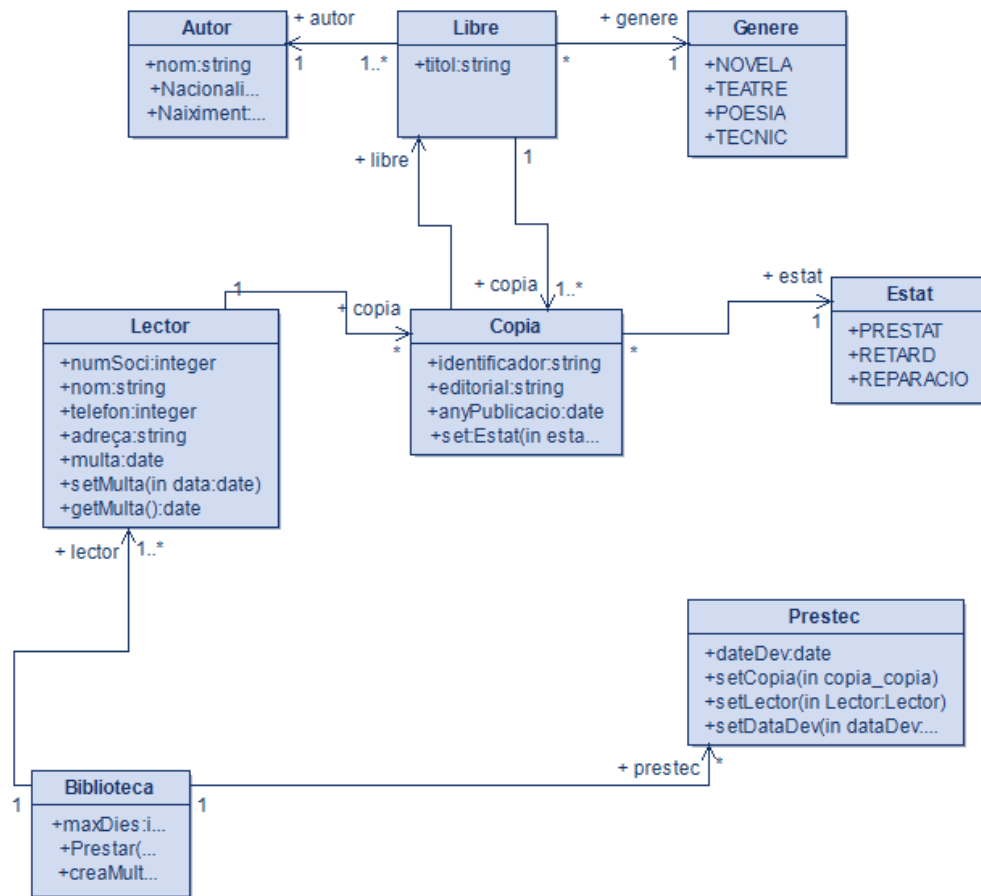 Autor
+nom:string
+Nacionali...
+Naiximent:...
+ autor
1
1..*
Libre
+titol:string
+ genere
*
1
Genere
+NOVELA
+TEATRE
+POESIA
+TECNIC
+ libre
1
+ copia
1..*
1
+ copia
*
Lector
+numSoci:integer
+nom:string
+telefon:integer
+adreça:string
+multa:date
+setMulta(in data:date)
+getMulta():date
Copia
+identificador:string
+editorial:string
+anyPublicacio:date
+set:Estat(in esta...
*
+ estat
1
Estat
+PRESTAT
+RETARD
+REPARACIO
+ lector
1..*
Prestec
+dateDev:date
+setCopia(in copia_copia)
+setLector(in Lector:Lector)
+setDataDev(in dataDev:...
+ prestec
*
1
Biblioteca
+maxDies:i...
+Prestar(...
+creaMult...
1